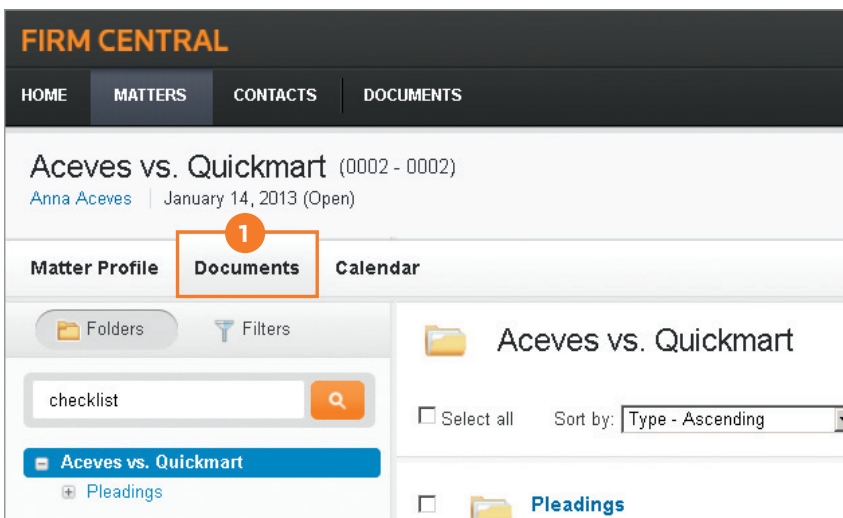 FIRM CENTRAL
HOME MATTERS CONTACTS DOCUMENTS
Aceves vs. Quickmart (0002 - 0002)
Anna Aceves January 14, 2013 (Open)
1
Matter Profile Documents Calendar
Folders Filters
Aceves vs. Quickmart
checklist
Select all Sort by: Type - Ascending
Aceves vs. Quickmart
Pleadings
Pleadings